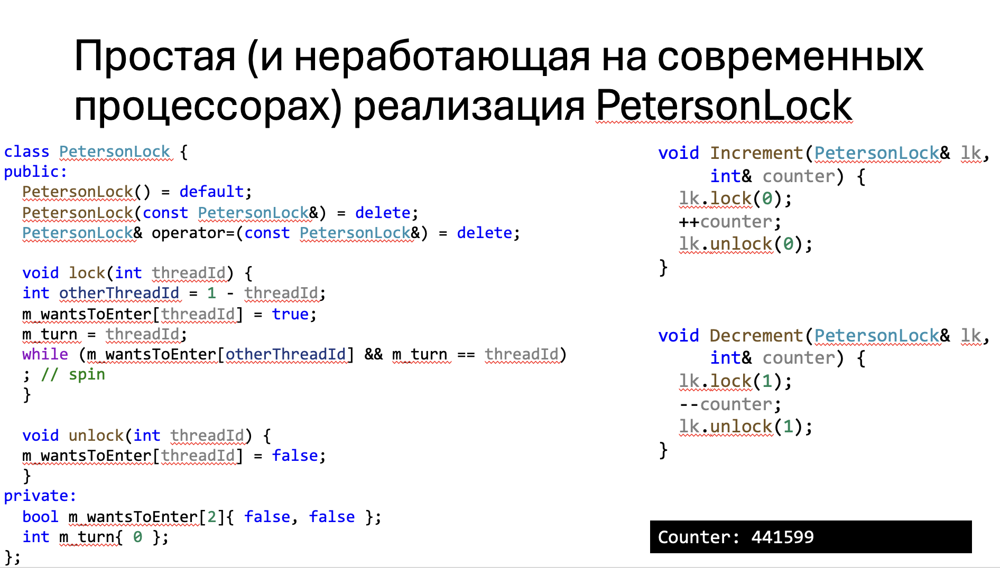 Простая (и неработающая на современных
процессорах) реализация PetersonLock
class PetersonLock {
public:
  PetersonLock() = default;
  PetersonLock(const PetersonLock&) = delete;
  PetersonLock& operator=(const PetersonLock&) = delete;

  void lock(int threadId) {
  int otherThreadId = 1 - threadId;
  m_wantsToEnter[threadId] = true;
  m_turn = threadId;
  while (m_wantsToEnter[otherThreadId] && m_turn == threadId)
  ; // spin
  }

  void unlock(int threadId) {
  m_wantsToEnter[threadId] = false;
  }
private:
  bool m_wantsToEnter[2]{ false, false };
  int m_turn{ 0 };
};
void Increment(PetersonLock& lk,
     int& counter) {
  lk.lock(0);
  ++counter;
  lk.unlock(0);
}
void Decrement(PetersonLock& lk,
     int& counter) {
  lk.lock(1);
  --counter;
  lk.unlock(1);
}
Counter: 441599